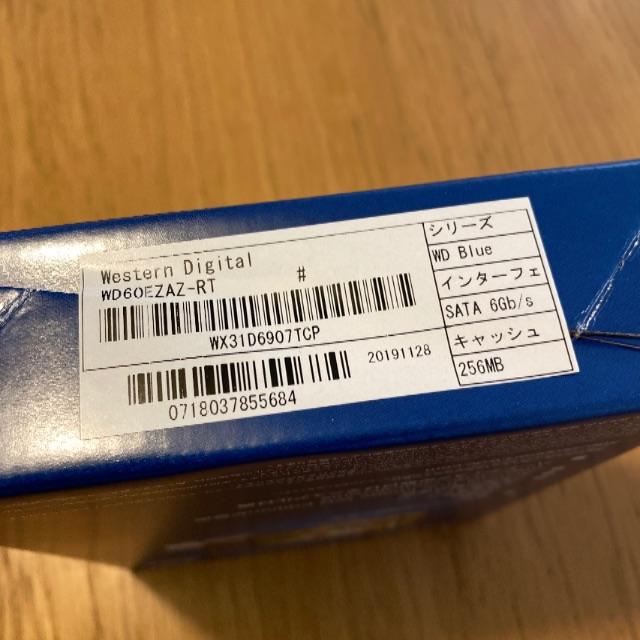 Western Digital
WD60EZAZ-RT
#
WX31D6907TCP
20191128
0718037855684
シリーズ
WD Blue
インターフェ
SATA 6Gb/s
キャッシュ
256MB